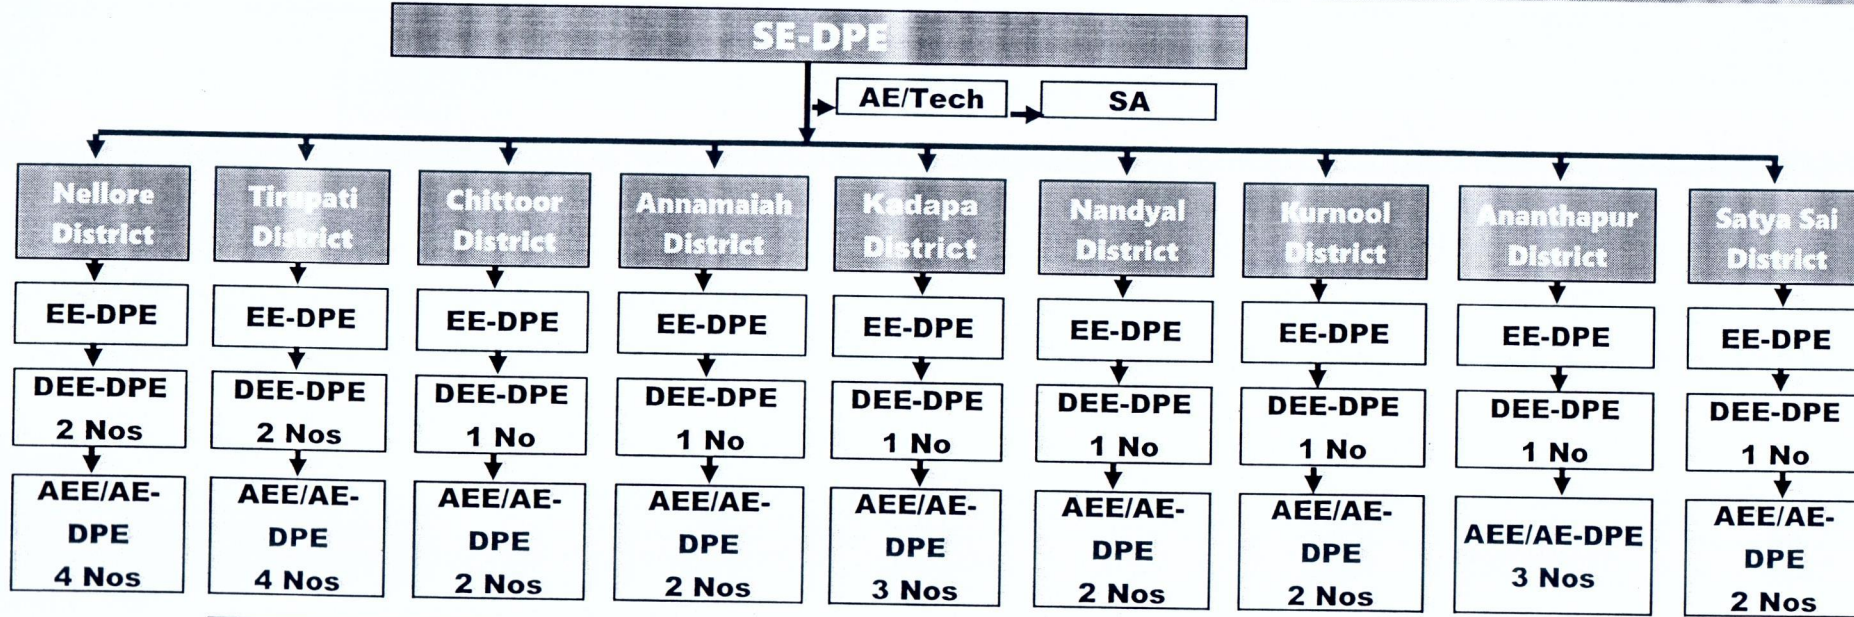 SE-DPE
AE/Tech
SA
Nellore
District
Tirupati
District
Chittoor
District
Annamaiah
District
Kadapa
District
Nandyal
District
Kurnool
District
Ananthapur
District
Satya Sai
District
EE-DPE
EE-DPE
EE-DPE
EE-DPE
EE-DPE
EE-DPE
EE-DPE
EE-DPE
EE-DPE
DEE-DPE
2 Nos
DEE-DPE
2 Nos
DEE-DPE
1 No
DEE-DPE
1 No
DEE-DPE
1 No
DEE-DPE
1 No
DEE-DPE
1 No
DEE-DPE
1 No
DEE-DPE
1 No
AEE/AE-
DPE
4 Nos
AEE/AE-
DPE
4 Nos
AEE/AE-
DPE
2 Nos
AEE/AE-
DPE
2 Nos
AEE/AE-
DPE
3 Nos
AEE/AE-
DPE
2 Nos
AEE/AE-
DPE
2 Nos
AEE/AE-DPE
3 Nos
AEE/AE-
DPE
2 Nos